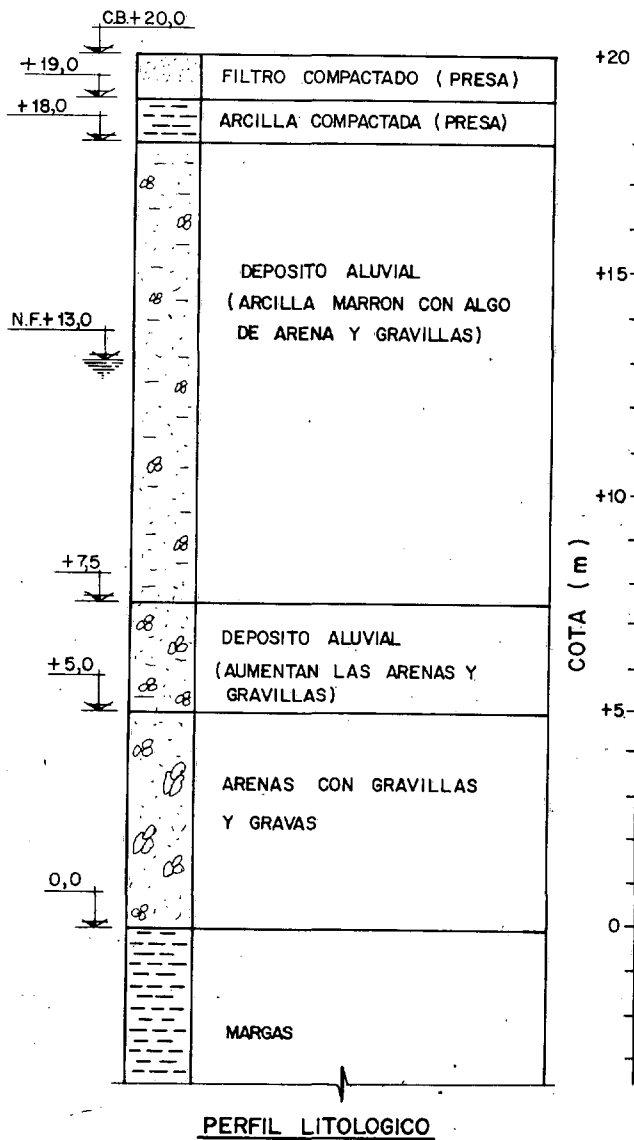 C.B.+20,0
+20
+19,0
FILTRO COMPACTADO (PRESA)
+18,0
ARCILLA COMPACTADA (PRESA)
+15
DEPOSITO ALUVIAL
(ARCILLA MARRON CON ALGO
DE ARENA Y GRAVILLAS)
N.F.+13,0
+10
COTA (m)
+7,5
DEPOSITO ALUVIAL
(AUMENTAN LAS ARENAS Y
GRAVILLAS)
+5,0
+5
ARENAS CON GRAVILLAS
Y GRAVAS
0,0
0
MARGAS
PERFIL LITOLOGICO